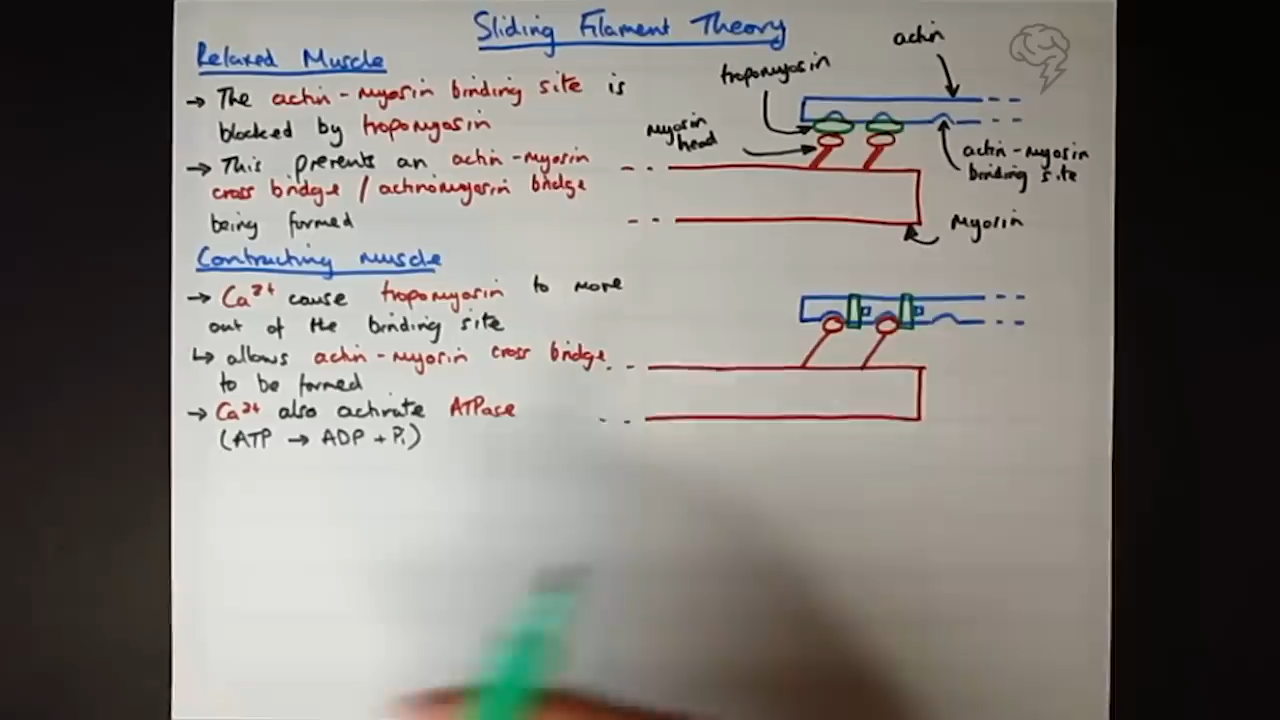 Sliding Filament Theory
Relaxed Muscle
→ The actin-myosin binding site is
blocked by tropomyosin
→ This prevents an actin-myosin
cross bridge / actinomyosin bridge
being formed
Contracting muscle
→ Ca²⁺ cause tropomyosin to move
out of the binding site
↳ allows actin-myosin cross bridge
to be formed
→ Ca²⁺ also activate ATPase
(ATP → ADP + Pi)
actin
tropomyosin
myosin
head
actin-myosin
binding site
Myosin